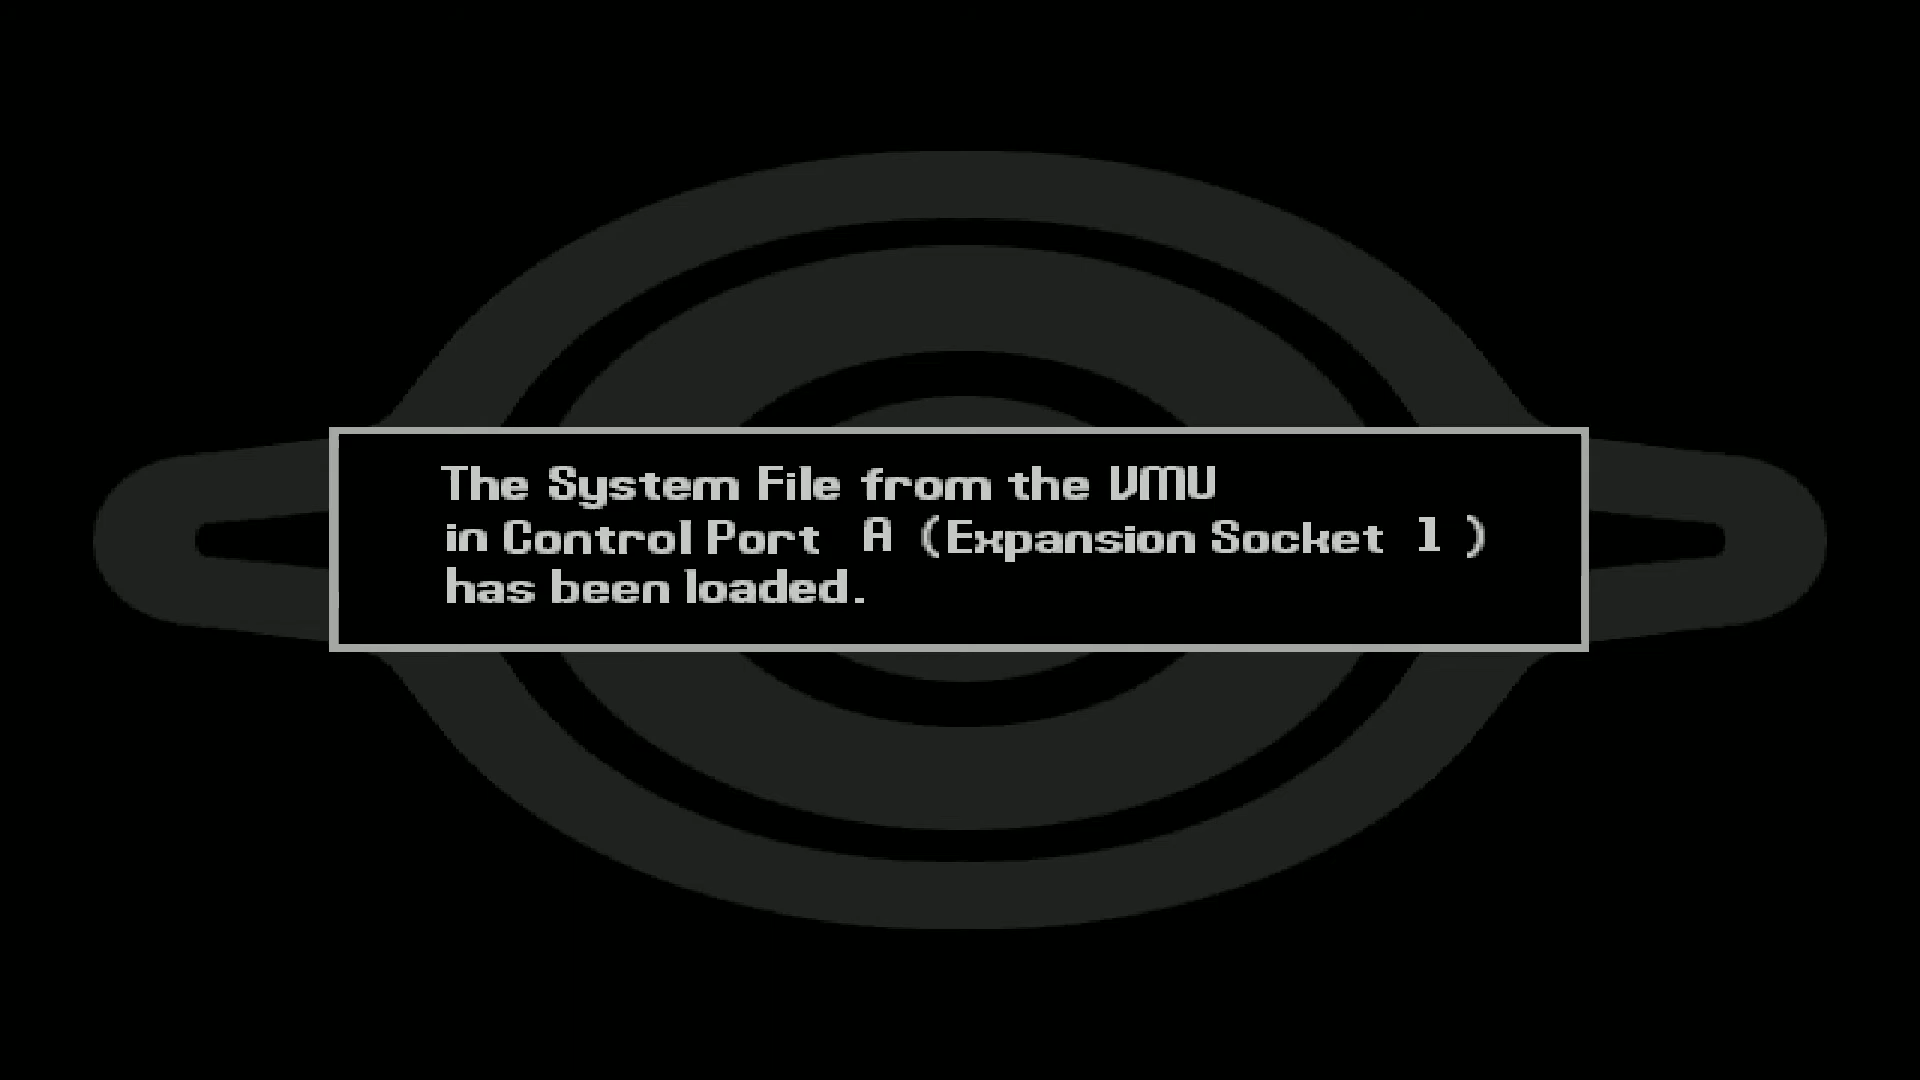 The System File from the VMU
in Control Port A (Expansion Socket 1 )
has been loaded.